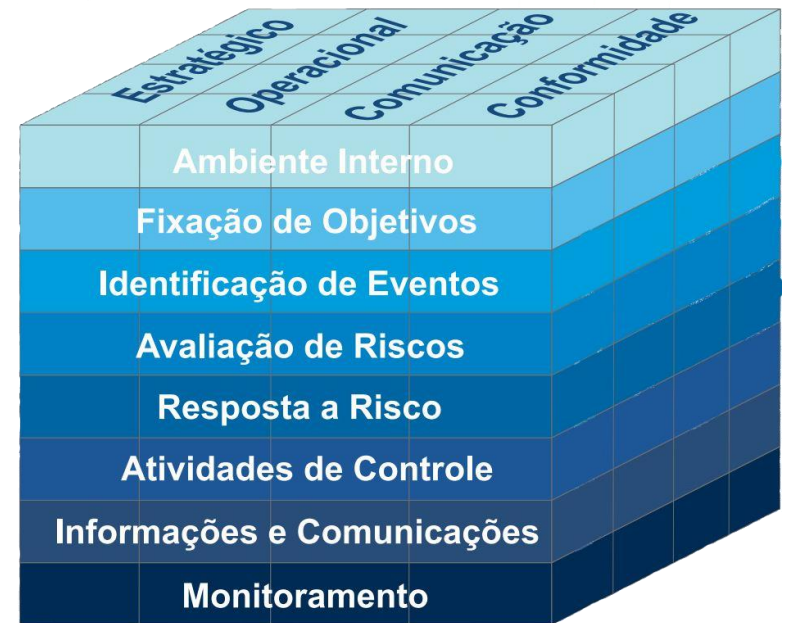 Estratégico
Operacional
Comunicação
Conformidade
Ambiente Interno
Fixação de Objetivos
Identificação de Eventos
Avaliação de Riscos
Resposta a Risco
Atividades de Controle
Informações e Comunicações
Monitoramento